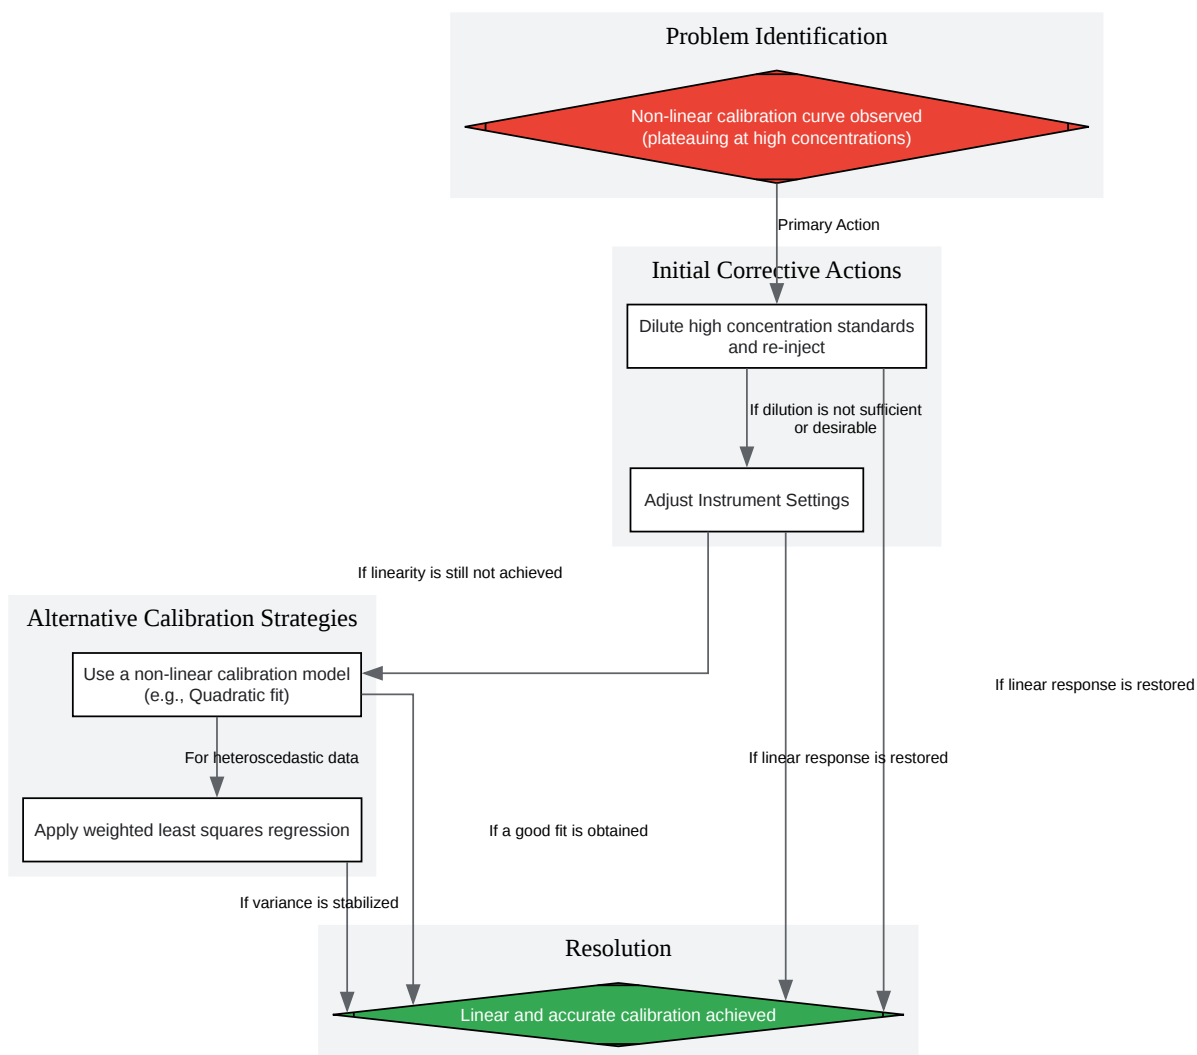 Problem Identification
Non-linear calibration curve observed
(plateauing at high concentrations)
Primary Action
Initial Corrective Actions
Dilute high concentration standards
and re-inject
If dilution is not sufficient
or desirable
Adjust Instrument Settings
If linearity is still not achieved
Alternative Calibration Strategies
Use a non-linear calibration model
(e.g., Quadratic fit)
If linear response is restored
For heteroscedastic data
If linear response is restored
Apply weighted least squares regression
If a good fit is obtained
If variance is stabilized
Resolution
Linear and accurate calibration achieved